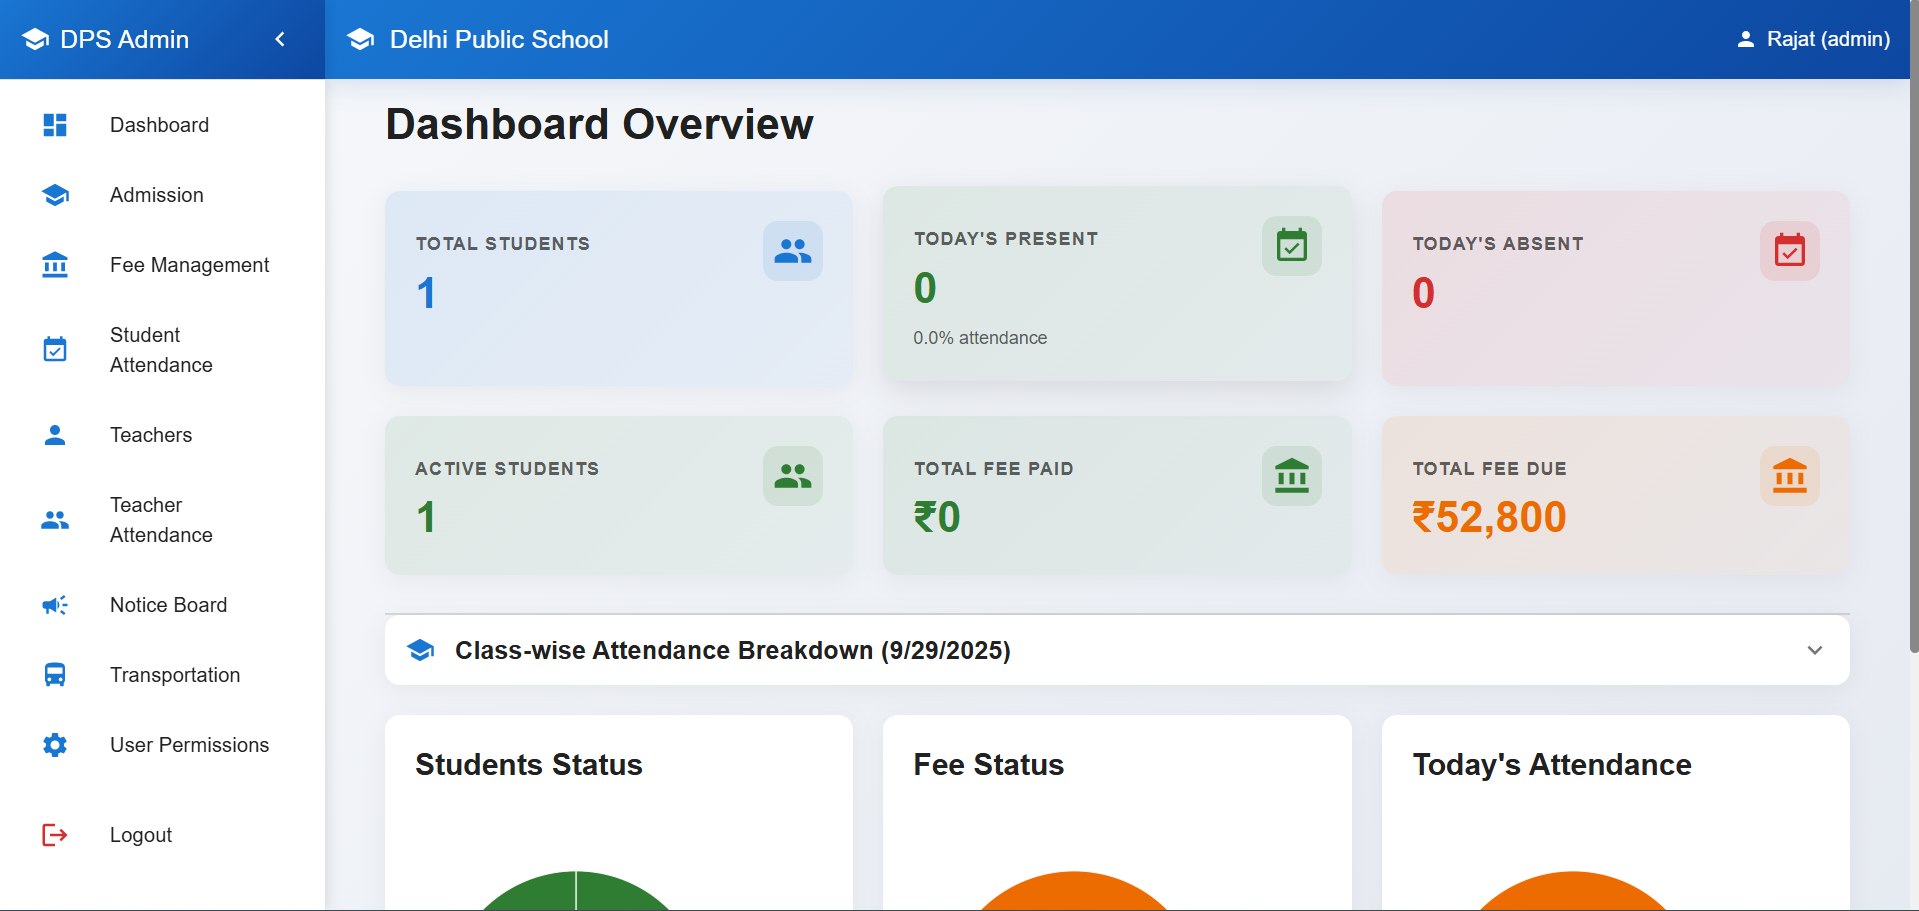 DPS Admin
Delhi Public School
Rajat (admin)
Dashboard
Admission
Fee Management
Student
Attendance
Teachers
Teacher
Attendance
Notice Board
Transportation
User Permissions
Logout
Dashboard Overview
TOTAL STUDENTS
1
TODAY'S PRESENT
0
0.0% attendance
TODAY'S ABSENT
0
ACTIVE STUDENTS
1
TOTAL FEE PAID
₹0
TOTAL FEE DUE
₹52,800
Class-wise Attendance Breakdown (9/29/2025)
Students Status
Fee Status
Today's Attendance